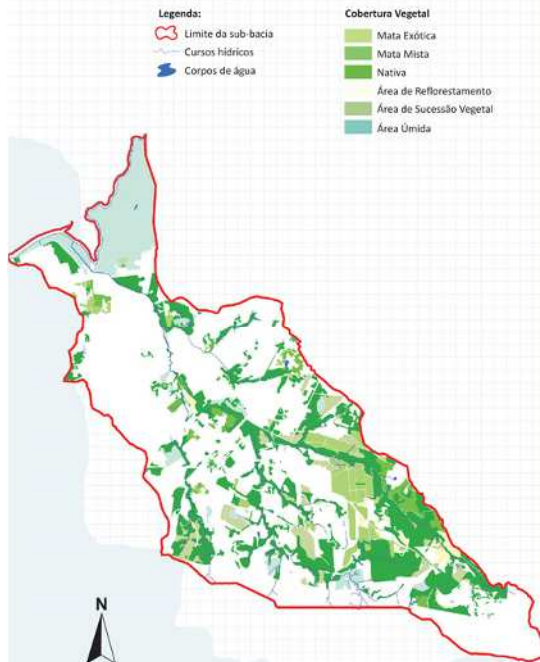 Legenda:
Limite da sub-bacia
Cursos hídricos
Corpos de água
Cobertura Vegetal
Mata Exótica
Mata Mista
Nativa
Área de Reflorestamento
Área de Sucessão Vegetal
Área Úmida
N